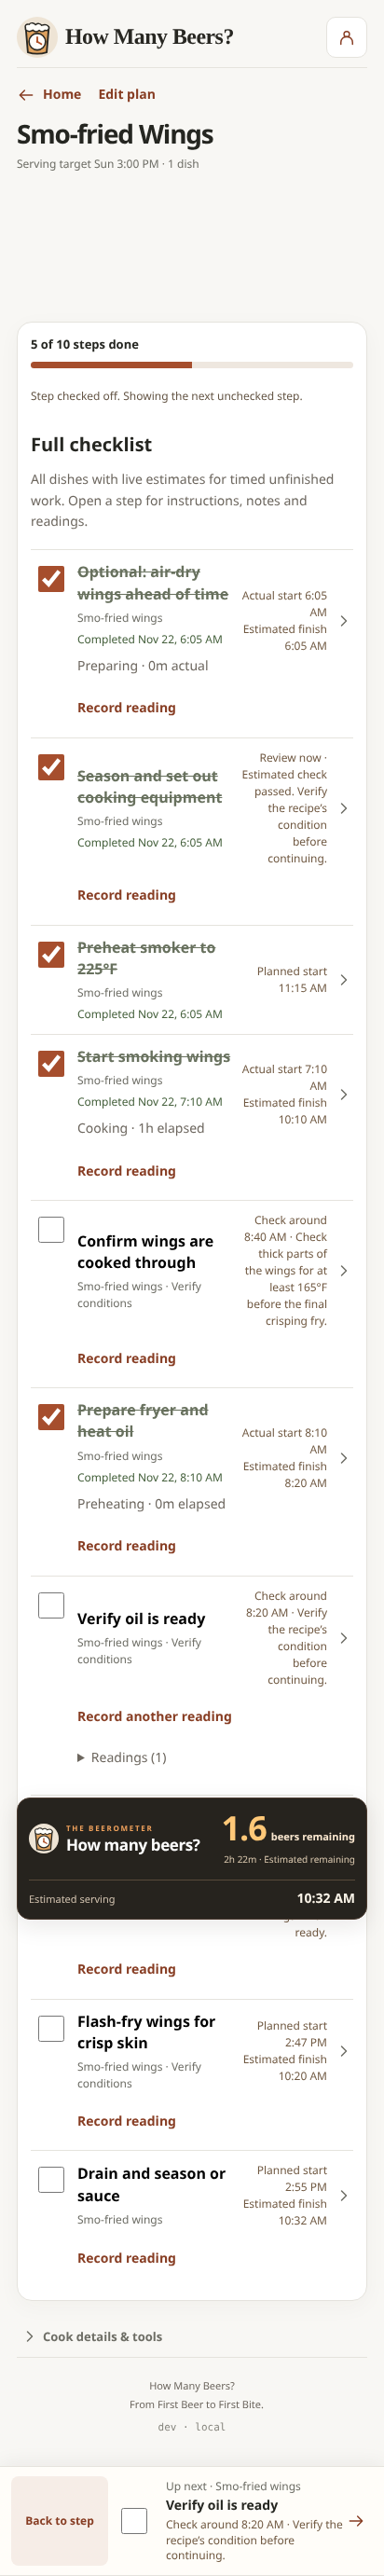 How Many Beers?
← Home Edit plan
Smo-fried Wings
Serving target Sun 3:00 PM · 1 dish
5 of 10 steps done
Step checked off. Showing the next unchecked step.
Full checklist
All dishes with live estimates for timed unfinished
work. Open a step for instructions, notes and
readings.
Optional: air-dry
wings ahead of time
Smo-fried wings
Completed Nov 22, 6:05 AM
Preparing · 0m actual
Actual start 6:05
AM
Estimated finish
6:05 AM
Record reading
Season and set out
cooking equipment
Smo-fried wings
Completed Nov 22, 6:05 AM
Review now ·
Estimated check
passed. Verify
the recipe's
condition
before
continuing.
Record reading
Preheat smoker to
225°F
Smo-fried wings
Completed Nov 22, 6:05 AM
Planned start
11:15 AM
Start smoking wings
Smo-fried wings
Completed Nov 22, 7:10 AM
Cooking · 1h elapsed
Actual start 7:10
AM
Estimated finish
10:10 AM
Record reading
Confirm wings are
cooked through
Smo-fried wings · Verify
conditions
Check around
8:40 AM · Check
thick parts of
the wings for at
least 165°F
before the final
crisping fry.
Record reading
Prepare fryer and
heat oil
Smo-fried wings
Completed Nov 22, 8:10 AM
Preheating · 0m elapsed
Actual start 8:10
AM
Estimated finish
8:20 AM
Record reading
Verify oil is ready
Smo-fried wings · Verify
conditions
Check around
8:20 AM · Verify
the recipe's
condition
before
continuing.
Record another reading
▶ Readings (1)
THE BEEROMETER
How many beers?
1.6 beers remaining
2h 22m · Estimated remaining
Estimated serving 10:32 AM
ready.
Record reading
Flash-fry wings for
crisp skin
Smo-fried wings · Verify
conditions
Planned start
2:47 PM
Estimated finish
10:20 AM
Record reading
Drain and season or
sauce
Smo-fried wings
Planned start
2:55 PM
Estimated finish
10:32 AM
Record reading
Cook details & tools
How Many Beers?
From First Beer to First Bite.
dev · local
Back to step
Up next · Smo-fried wings
Verify oil is ready
Check around 8:20 AM · Verify the
recipe's condition before
continuing.